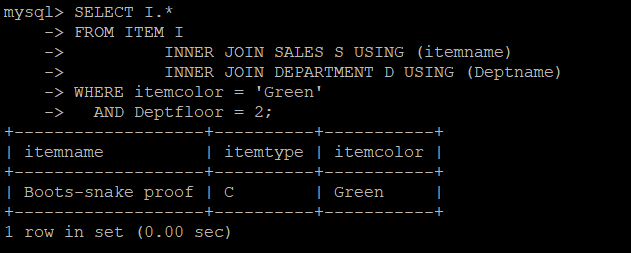 mysql> SELECT I.*
    -> FROM ITEM I
    ->          INNER JOIN SALES S USING (itemname)
    ->          INNER JOIN DEPARTMENT D USING (Deptname)
    -> WHERE itemcolor = 'Green'
    ->   AND Deptfloor = 2;
+-------------------+----------+-----------+
| itemname          | itemtype | itemcolor |
+-------------------+----------+-----------+
| Boots-snake proof | C        | Green     |
+-------------------+----------+-----------+
1 row in set (0.00 sec)